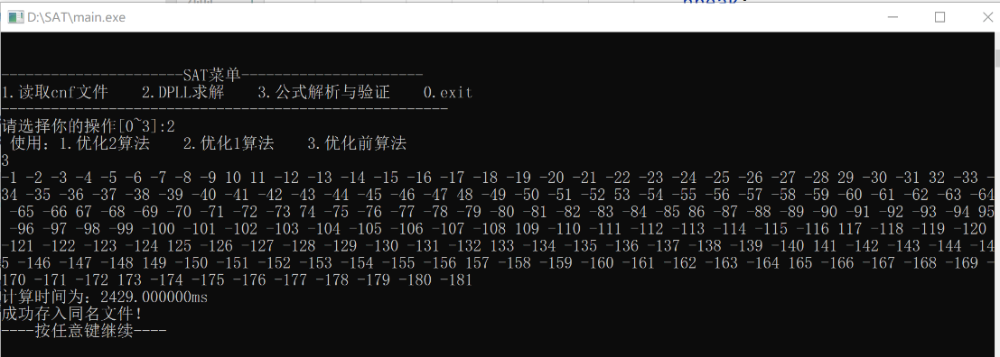 D:\SAT\main.exe
----------------------SAT菜单----------------------
1.读取cnf文件    2.DPLL求解    3.公式解析与验证    0.exit
------------------------------------------------------
请选择你的操作[0~3]:2
 使用：1.优化2算法    2.优化1算法    3.优化前算法
3
-1 -2 -3 -4 -5 -6 -7 -8 -9 10 11 -12 -13 -14 -15 -16 -17 -18 -19 -20 -21 -22 -23 -24 -25 -26 -27 -28 29 -30 -31 32 -33 -
34 -35 -36 -37 -38 -39 -40 -41 -42 -43 -44 -45 -46 -47 48 -49 -50 -51 -52 53 -54 -55 -56 -57 -58 -59 -60 -61 -62 -63 -64
 -65 -66 67 -68 -69 -70 -71 -72 -73 74 -75 -76 -77 -78 -79 -80 -81 -82 -83 -84 -85 86 -87 -88 -89 -90 -91 -92 -93 -94 95
 -96 -97 -98 -99 -100 -101 -102 -103 -104 -105 -106 -107 -108 109 -110 -111 -112 -113 -114 -115 -116 117 -118 -119 -120
-121 -122 -123 -124 125 -126 -127 -128 -129 -130 -131 -132 133 -134 -135 -136 -137 -138 -139 -140 141 -142 -143 -144 -14
5 -146 -147 -148 149 -150 -151 -152 -153 -154 -155 -156 157 -158 -159 -160 -161 -162 -163 -164 165 -166 -167 -168 -169 -
170 -171 -172 173 -174 -175 -176 -177 -178 -179 -180 -181
计算时间为：2429.000000ms
成功存入同名文件！
----按任意键继续----